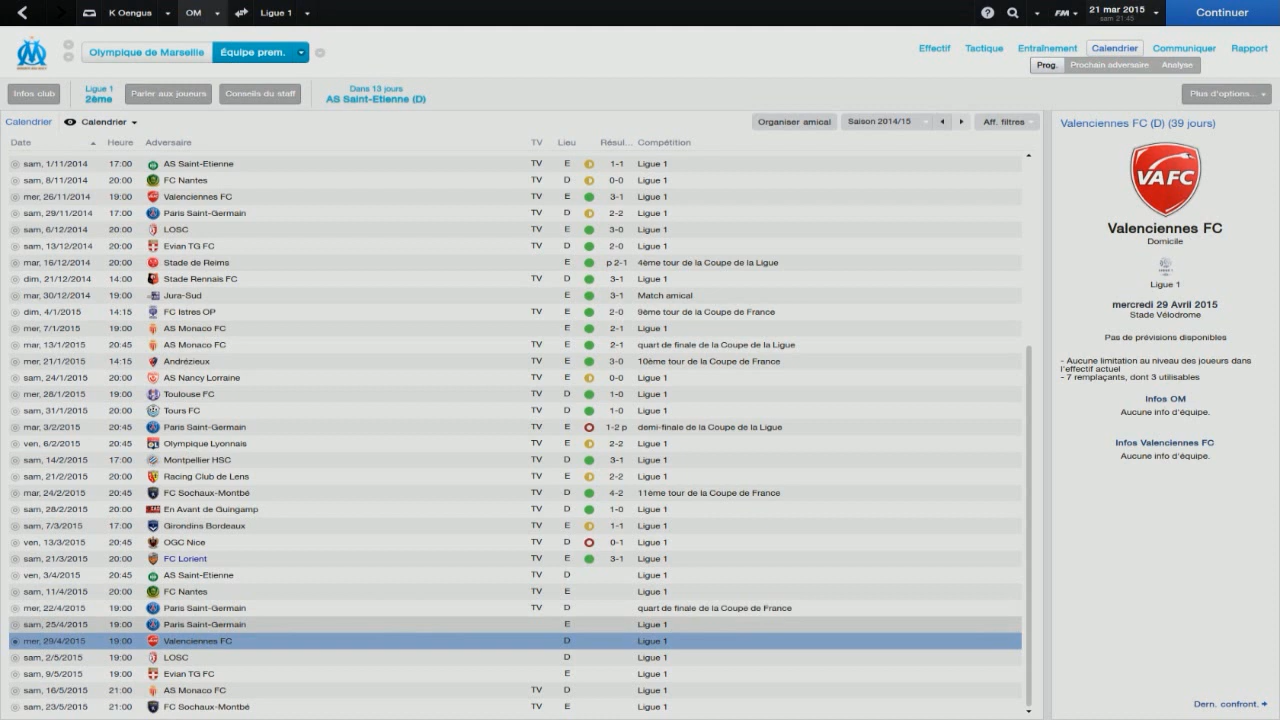 K Oengus OM Ligue 1 ? FM 21 mar 2015 Continuer
sam 21:45
Olympique de Marseille Équipe prem. Effectif Tactique Entraînement Calendrier Communiquer Rapport
Prog. Prochain adversaire Analyse
Infos club Ligue 1 2ème Parler aux joueurs Conseils du staff Dans 13 jours AS Saint-Etienne (D) Plus d'options...
Calendrier Calendrier Organiser amical Saison 2014/15 Aff. filtres
Date Heure Adversaire TV Lieu Résul... Compétition
sam, 1/11/2014 17:00 AS Saint-Etienne TV E 1-1 Ligue 1
sam, 8/11/2014 20:00 FC Nantes TV D 0-0 Ligue 1
mer, 26/11/2014 19:00 Valenciennes FC TV E 3-1 Ligue 1
sam, 29/11/2014 17:00 Paris Saint-Germain TV D 2-2 Ligue 1
sam, 6/12/2014 20:00 LOSC TV E 3-0 Ligue 1
sam, 13/12/2014 20:00 Evian TG FC TV D 2-0 Ligue 1
mar, 16/12/2014 20:00 Stade de Reims E p 2-1 4ème tour de la Coupe de la Ligue
dim, 21/12/2014 14:00 Stade Rennais FC TV D 3-1 Ligue 1
mar, 30/12/2014 19:00 Jura-Sud E 3-1 Match amical
dim, 4/1/2015 14:15 FC Istres OP TV E 2-0 9ème tour de la Coupe de France
mer, 7/1/2015 19:00 AS Monaco FC E 2-1 Ligue 1
mar, 13/1/2015 20:45 AS Monaco FC TV D 2-1 quart de finale de la Coupe de la Ligue
mer, 21/1/2015 14:15 Andrézieux TV E 3-0 10ème tour de la Coupe de France
sam, 24/1/2015 20:00 AS Nancy Lorraine TV E 0-0 Ligue 1
mer, 28/1/2015 19:00 Toulouse FC TV D 1-0 Ligue 1
sam, 31/1/2015 20:00 Tours FC TV D 1-0 Ligue 1
mar, 3/2/2015 20:45 Paris Saint-Germain TV E 1-2 p demi-finale de la Coupe de la Ligue
ven, 6/2/2015 20:45 Olympique Lyonnais TV E 2-2 Ligue 1
sam, 14/2/2015 17:00 Montpellier HSC TV D 3-1 Ligue 1
sam, 21/2/2015 20:00 Racing Club de Lens TV E 2-2 Ligue 1
mar, 24/2/2015 20:45 FC Sochaux-Montbé TV D 4-2 11ème tour de la Coupe de France
sam, 28/2/2015 20:00 En Avant de Guingamp TV D 1-0 Ligue 1
sam, 7/3/2015 17:00 Girondins Bordeaux TV E 1-1 Ligue 1
ven, 13/3/2015 20:45 OGC Nice TV D 0-1 Ligue 1
sam, 21/3/2015 20:00 FC Lorient TV E 3-1 Ligue 1
ven, 3/4/2015 20:45 AS Saint-Etienne TV D Ligue 1
sam, 11/4/2015 20:00 FC Nantes TV E Ligue 1
mer, 22/4/2015 19:00 Paris Saint-Germain TV D quart de finale de la Coupe de France
sam, 25/4/2015 19:00 Paris Saint-Germain E Ligue 1
mer, 29/4/2015 19:00 Valenciennes FC D Ligue 1
sam, 2/5/2015 19:00 LOSC D Ligue 1
sam, 9/5/2015 19:00 Evian TG FC E Ligue 1
sam, 16/5/2015 21:00 AS Monaco FC TV D Ligue 1
sam, 23/5/2015 21:00 FC Sochaux-Montbé TV E Ligue 1
Valenciennes FC (D) (39 jours)
VAFC
Valenciennes FC
Domicile
Ligue 1
mercredi 29 Avril 2015
Stade Vélodrome
Pas de prévisions disponibles
- Aucune limitation au niveau des joueurs dans
l'effectif actuel
- 7 remplaçants, dont 3 utilisables
Infos OM
Aucune info d'équipe.
Infos Valenciennes FC
Aucune info d'équipe.
Dern. confront.